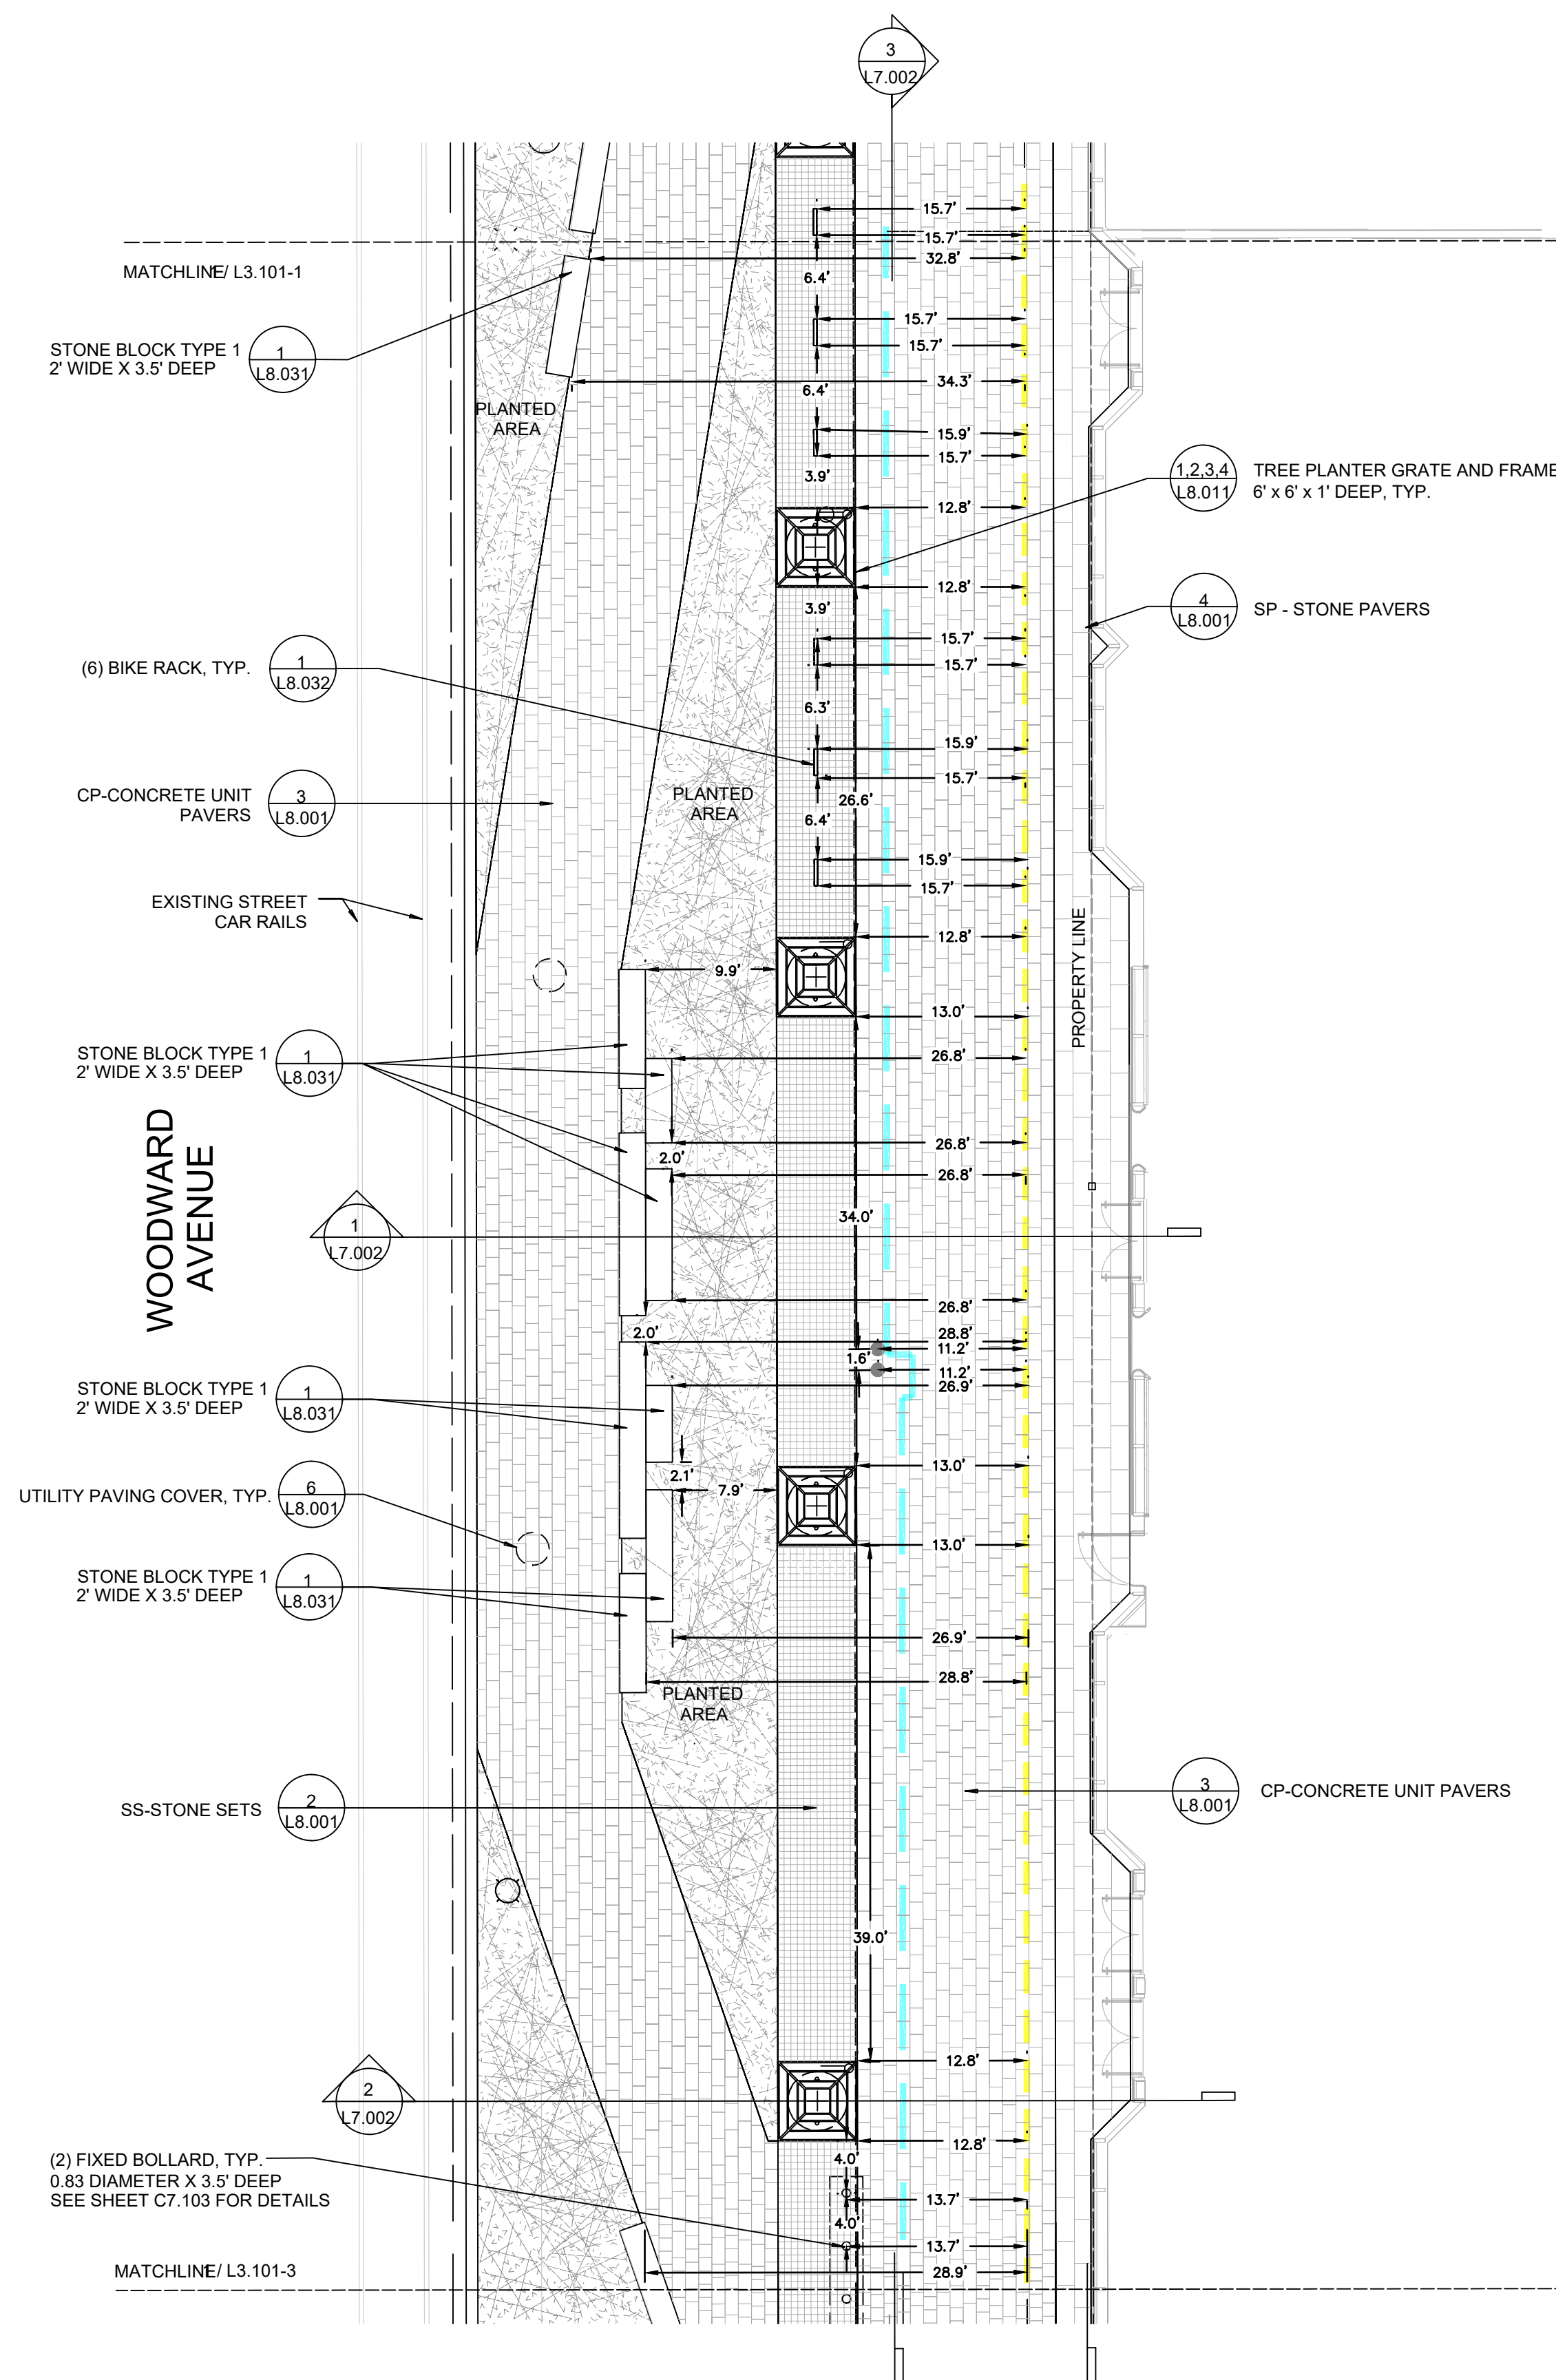 3
L7.002
15.7'
15.7'
32.8'
MATCHLINE/ L3.101-1
6.4'
15.7'
STONE BLOCK TYPE 1
2' WIDE X 3.5' DEEP
1
L8.031
15.7'
34.3'
6.4'
PLANTED
AREA
15.9'
15.7'
3.9'
1,2,3,4
L8.011
TREE PLANTER GRATE AND FRAME
6' x 6' x 1' DEEP, TYP.
12.8'
12.8'
3.9'
4
L8.001
SP - STONE PAVERS
15.7'
15.7'
(6) BIKE RACK, TYP.
1
L8.032
6.3'
15.9'
15.7'
CP-CONCRETE UNIT
PAVERS
3
L8.001
PLANTED
AREA
26.6'
6.4'
15.9'
15.7'
EXISTING STREET
CAR RAILS
PROPERTY LINE
12.8'
9.9'
13.0'
STONE BLOCK TYPE 1
2' WIDE X 3.5' DEEP
1
L8.031
26.8'
26.8'
2.0'
26.8'
WOODWARD
AVENUE
34.0'
1
L7.002
26.8'
2.0'
28.8'
11.2'
1.6'
11.2'
26.9'
STONE BLOCK TYPE 1
2' WIDE X 3.5' DEEP
1
L8.031
13.0'
2.1'
7.9'
UTILITY PAVING COVER, TYP.
6
L8.001
13.0'
STONE BLOCK TYPE 1
2' WIDE X 3.5' DEEP
1
L8.031
26.9'
28.8'
PLANTED
AREA
SS-STONE SETS
2
L8.001
3
L8.001
CP-CONCRETE UNIT PAVERS
39.0'
12.8'
2
L7.002
12.8'
4.0'
(2) FIXED BOLLARD, TYP.
0.83 DIAMETER X 3.5' DEEP
SEE SHEET C7.103 FOR DETAILS
13.7'
4.0'
13.7'
MATCHLINE/ L3.101-3
28.9'